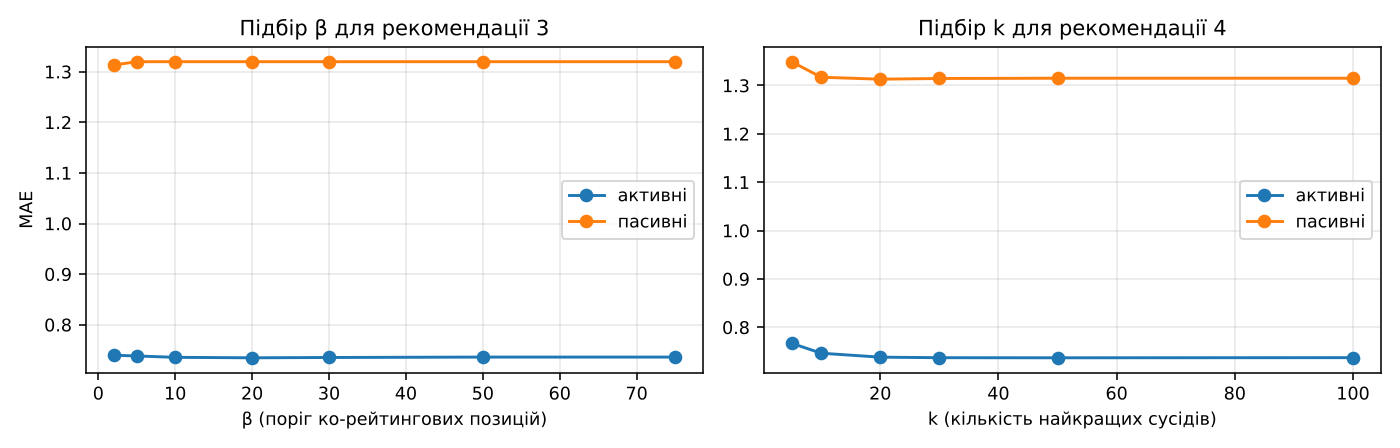 Підбір β для рекомендації 3
MAE
1.3
1.2
1.1
1.0
0.9
0.8
активні
пасивні
0 10 20 30 40 50 60 70
β (поріг ко-рейтингових позицій)
Підбір k для рекомендації 4
1.3
1.2
1.1
1.0
0.9
0.8
активні
пасивні
20 40 60 80 100
k (кількість найкращих сусідів)